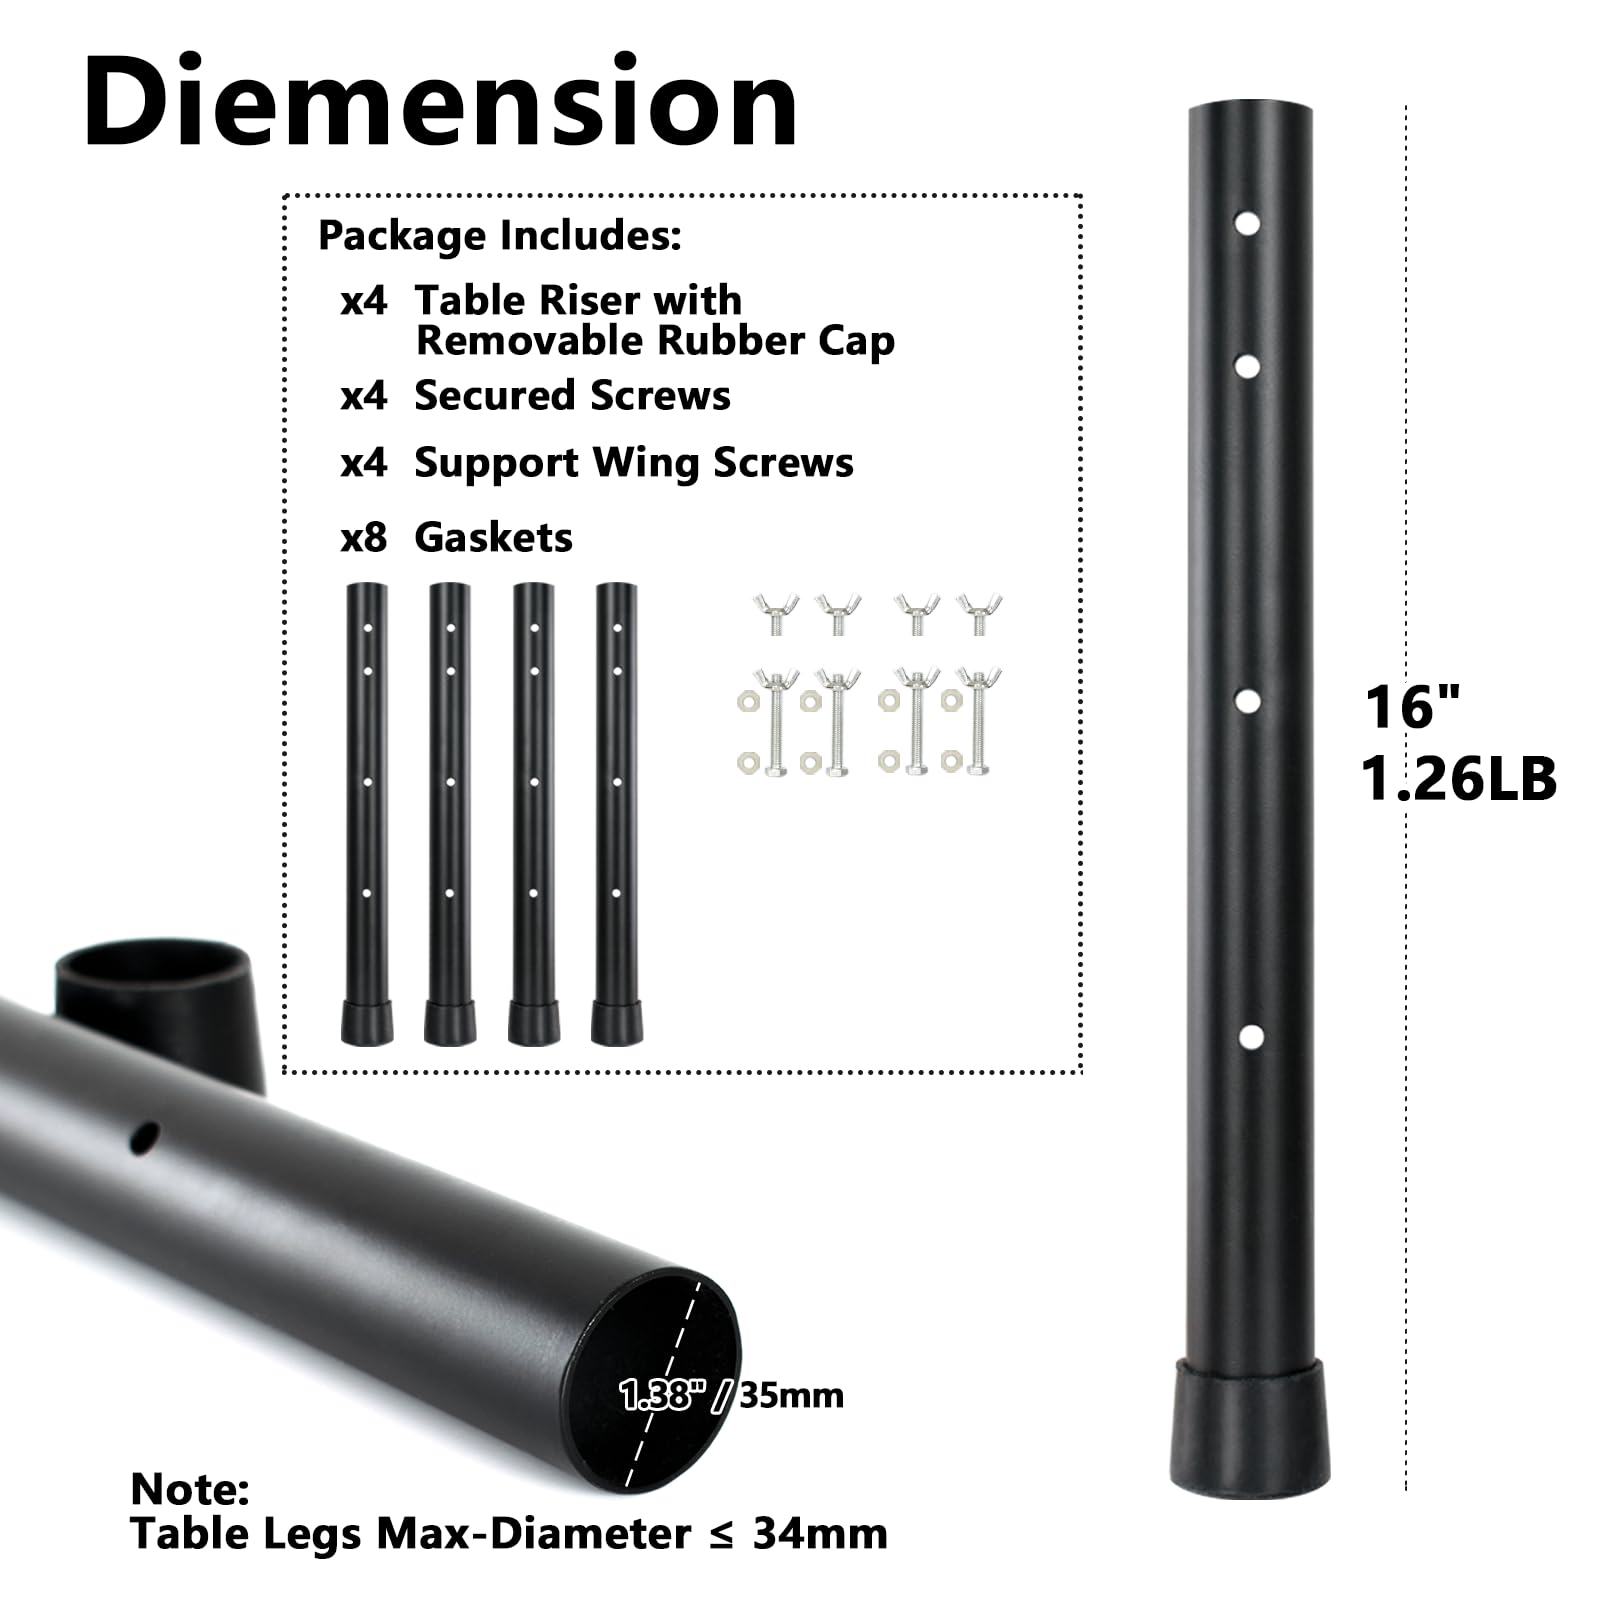 Diemension
Package Includes:
x4 Table Riser with
Removable Rubber Cap
x4 Secured Screws
x4 Support Wing Screws
x8 Gaskets
16"
1.26LB
1.38" / 35mm
Note:
Table Legs Max-Diameter ≤ 34mm